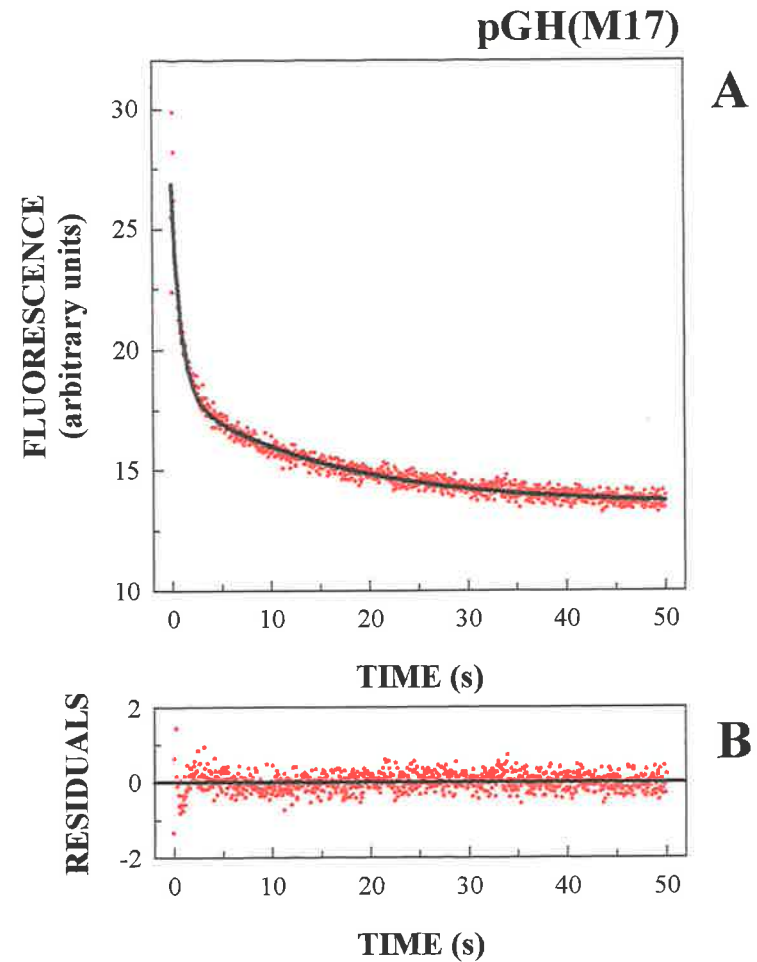 pGH(M17)
A
FLUORESCENCE
(arbitrary units)
30
25
20
15
10
0 10 20 30 40 50
TIME (s)
B
RESIDUALS
2
0
-2
0 10 20 30 40 50
TIME (s)